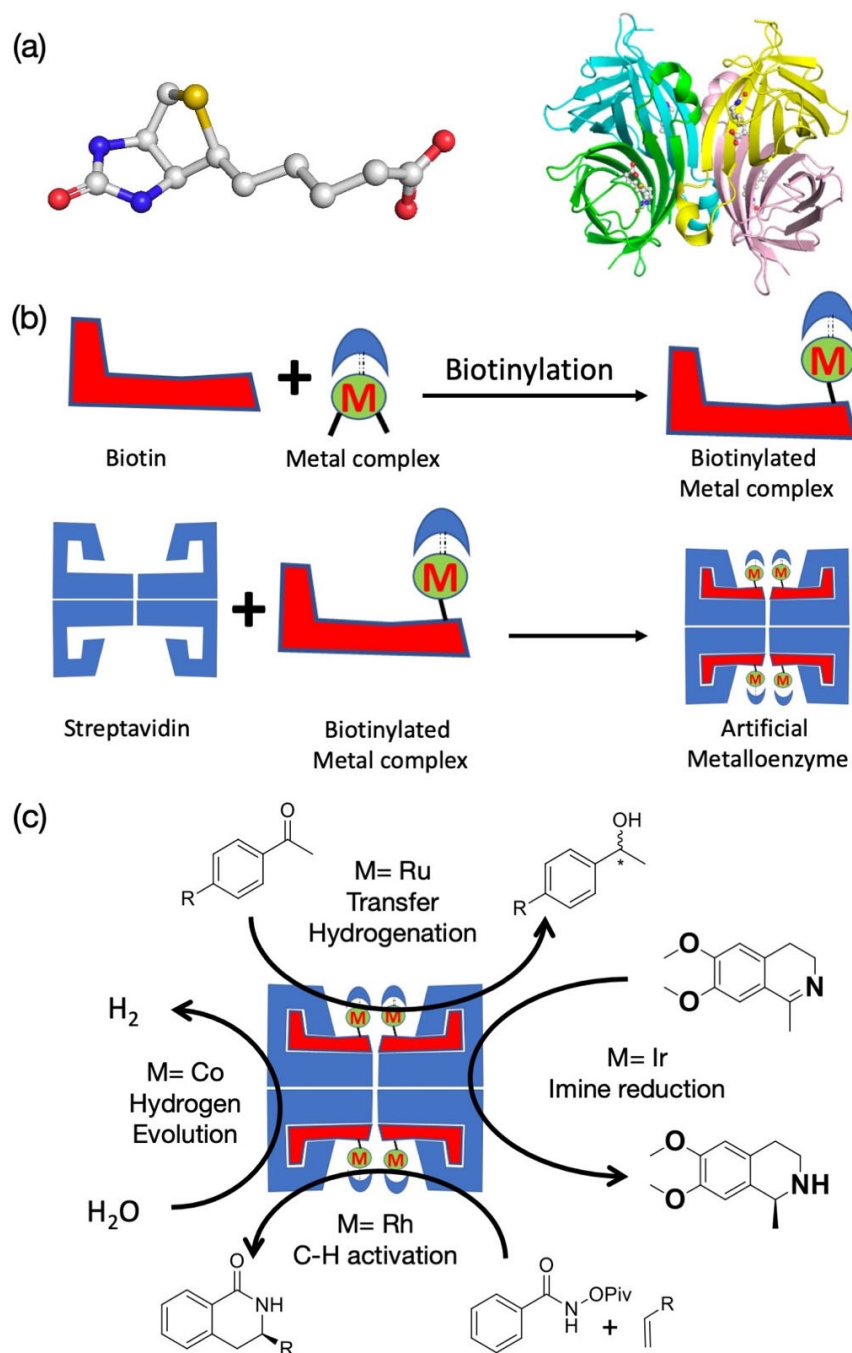 (a)
(b)
M
Biotinylation
M
Biotin
Metal complex
Biotinylated
Metal complex
M
M M
M M
Streptavidin
Biotinylated
Metal complex
Artificial
Metalloenzyme
(c)
O
R
M= Ru
Transfer
Hydrogenation
OH
*
R
O
O
N
H2
M M
M= Co
Hydrogen
Evolution
M= Ir
Imine reduction
M M
H2O
M= Rh
C-H activation
O
O
NH
O
NH
R
O
N
H
OPiv
+
R